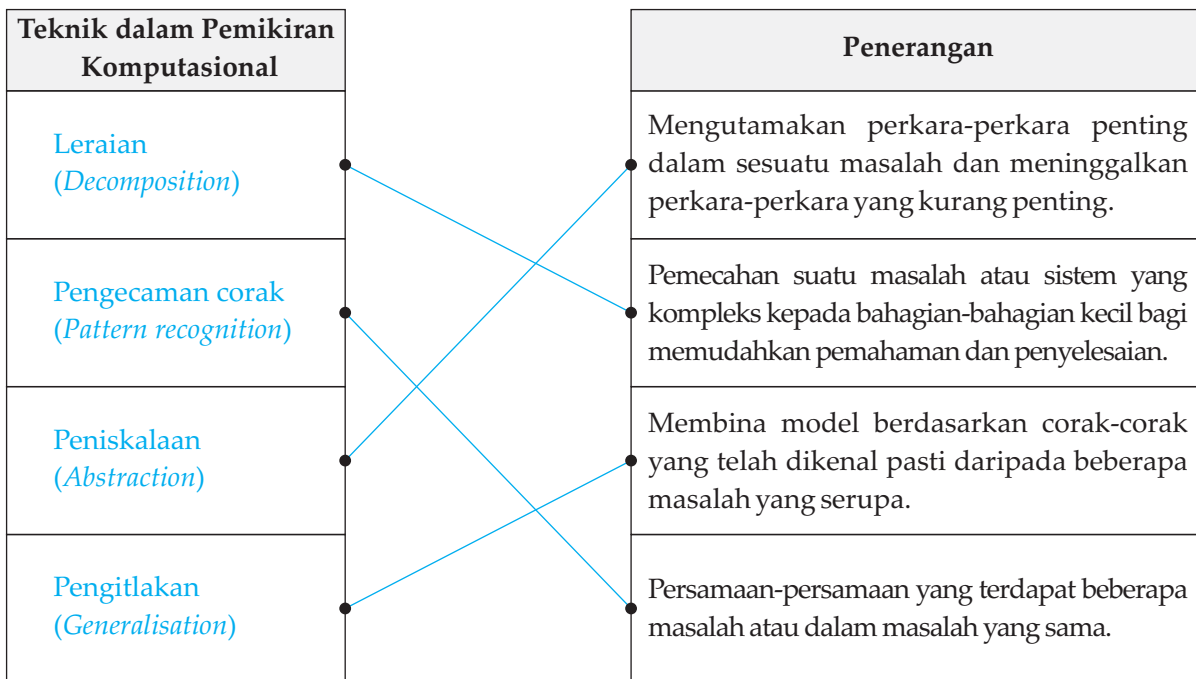 Teknik dalam Pemikiran
Komputasional
Leraian
(Decomposition)
Pengecaman corak
(Pattern recognition)
Peniskalaan
(Abstraction)
Pengitlakan
(Generalisation)
Penerangan
Mengutamakan perkara-perkara penting
dalam sesuatu masalah dan meninggalkan
perkara-perkara yang kurang penting.
Pemecahan suatu masalah atau sistem yang
kompleks kepada bahagian-bahagian kecil bagi
memudahkan pemahaman dan penyelesaian.
Membina model berdasarkan corak-corak
yang telah dikenal pasti daripada beberapa
masalah yang serupa.
Persamaan-persamaan yang terdapat beberapa
masalah atau dalam masalah yang sama.